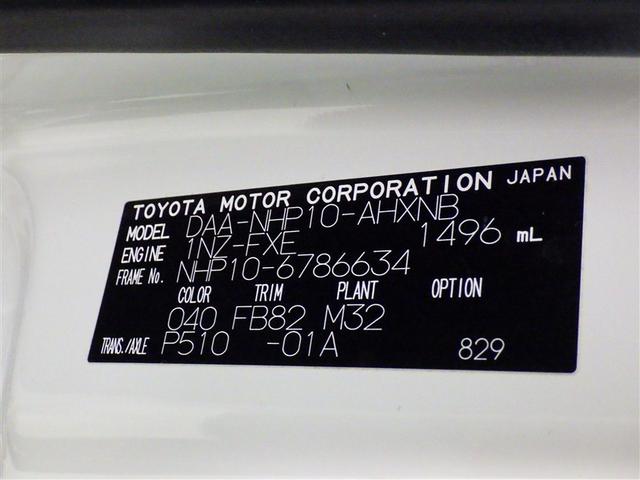 TOYOTA MOTOR CORPORATION JAPAN
MODEL DAA-NHP10-AHXNB
ENGINE 1NZ-FXE 1496 mL
FRAME No. NHP10-6786634
COLOR TRIM PLANT OPTION
040 FB82 M32
TRANS./AXLE P510 -01A 829